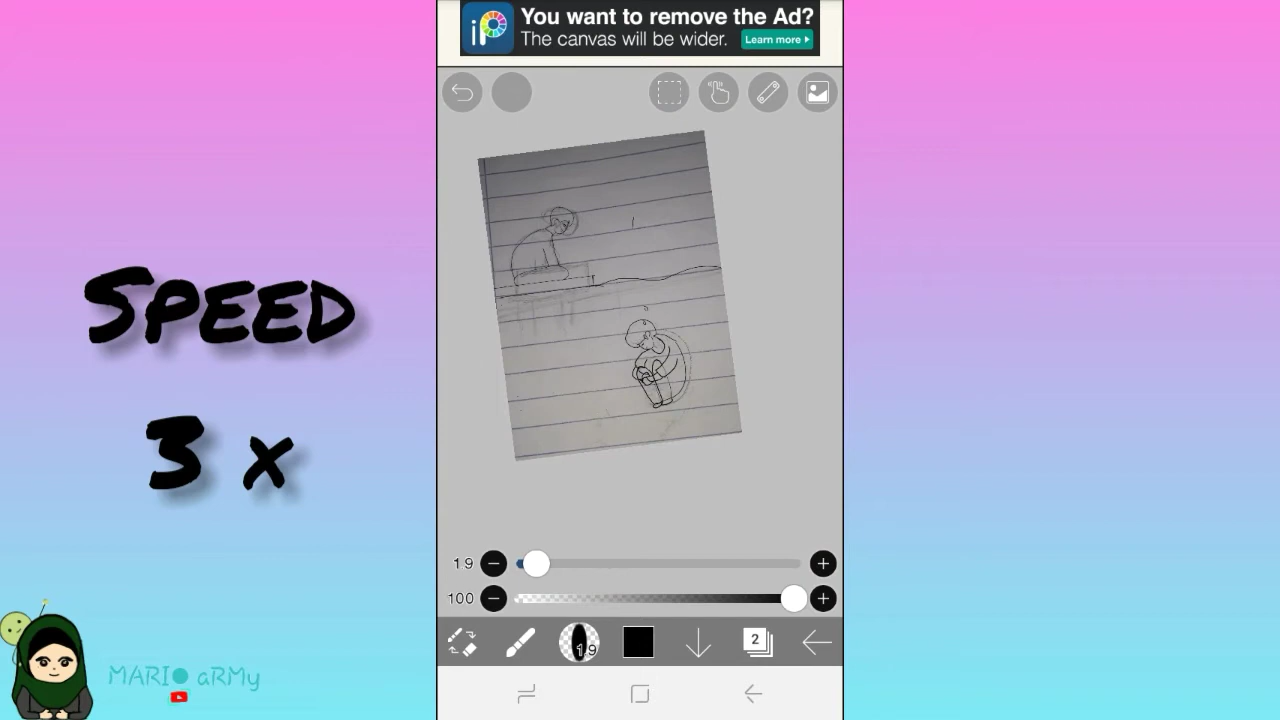 You want to remove the Ad?
The canvas will be wider.
Learn more
SPEED
3 x
19
100
19
2
MARIO aRMy